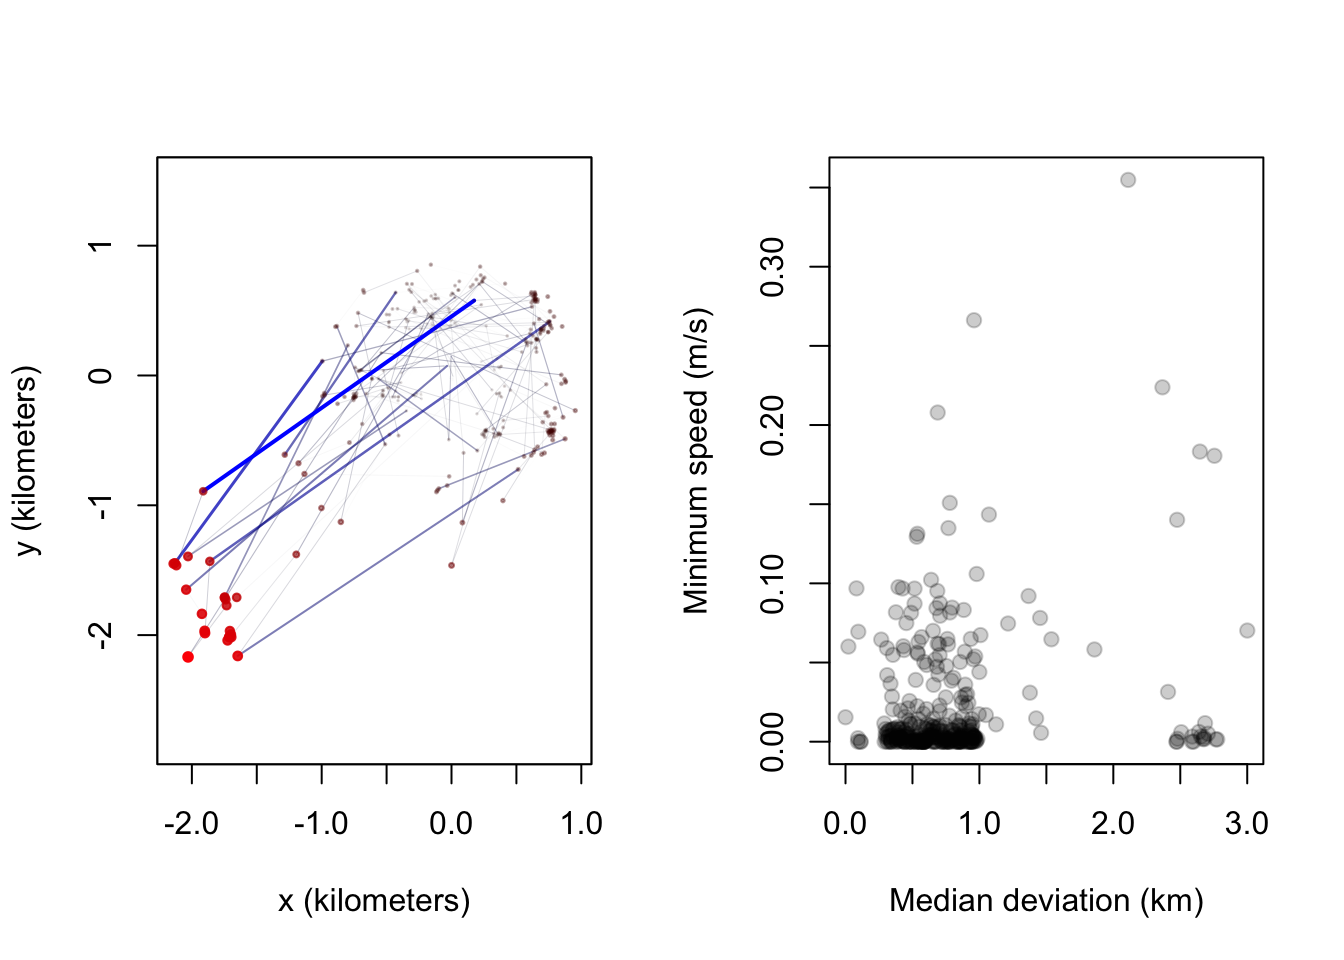 y (kilometers)
1
0
-1
-2
-2.0 -1.0 0.0 1.0
x (kilometers)
Minimum speed (m/s)
0.30
0.20
0.10
0.00
0.0 1.0 2.0 3.0
Median deviation (km)